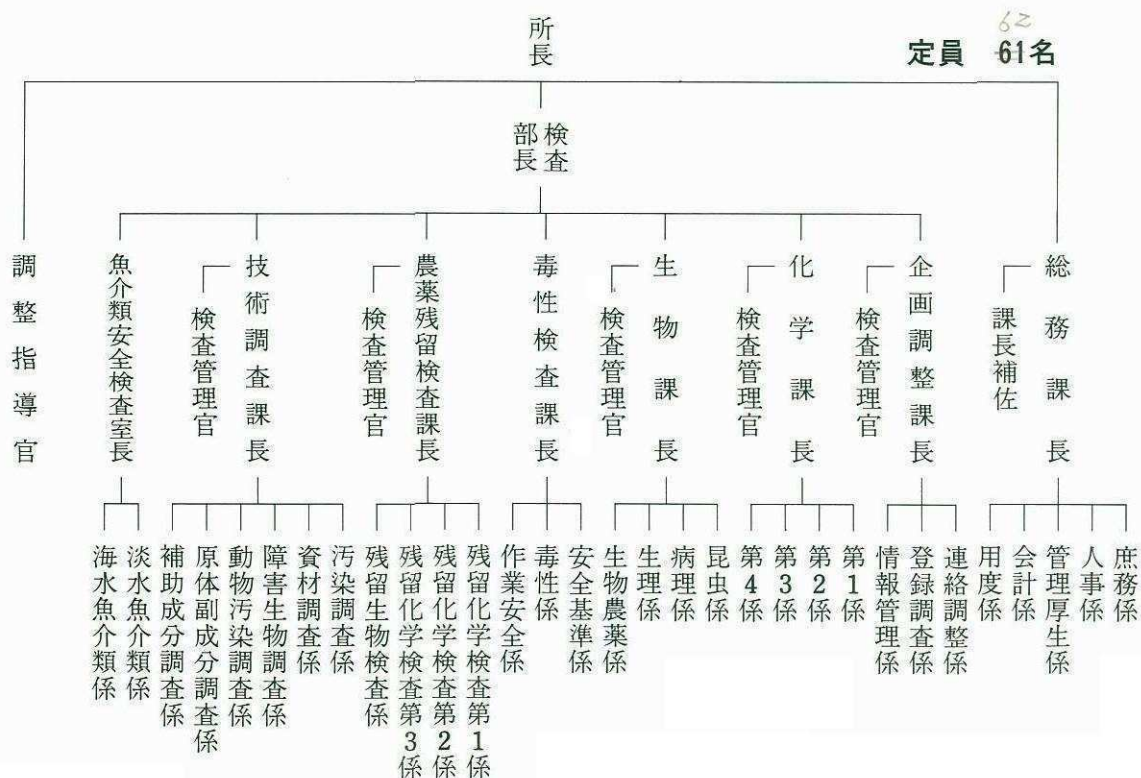 所長
定員 61名
62
検査
部長
総務課長
課長補佐
企画調整課長
検査管理官
化学課長
検査管理官
生物課長
検査管理官
毒性検査課長
農薬残留検査課長
検査管理官
技術調査課長
検査管理官
魚介類安全検査室長
調整指導官
庶務係
人事係
管理厚生係
会計係
用度係
連絡調整係
登録調査係
情報管理係
第1係
第2係
第3係
第4係
昆虫係
病理係
生理係
生物農薬係
安全基準係
毒性係
作業安全係
残留化学検査第1係
残留化学検査第2係
残留化学検査第3係
残留生物検査係
汚染調査係
資材調査係
障害生物調査係
動物汚染調査係
原体副成分調査係
補助成分調査係
淡水魚介類係
海水魚介類係